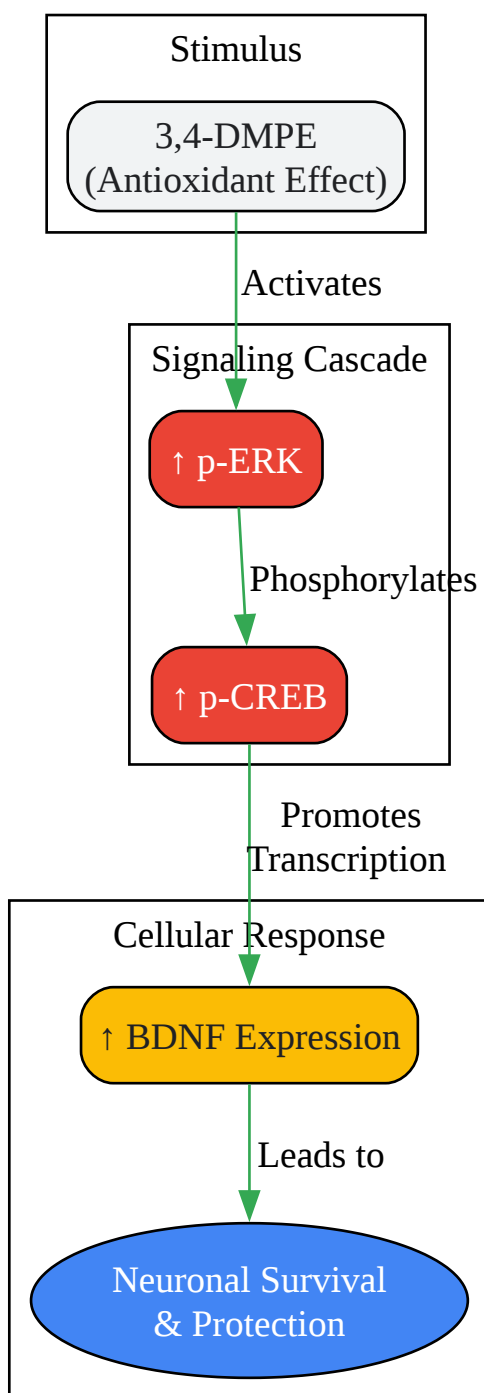 Stimulus
3,4-DMPE
(Antioxidant Effect)
Activates
Signaling Cascade
↑ p-ERK
Phosphorylates
↑ p-CREB
Promotes
Transcription
Cellular Response
↑ BDNF Expression
Leads to
Neuronal Survival
& Protection